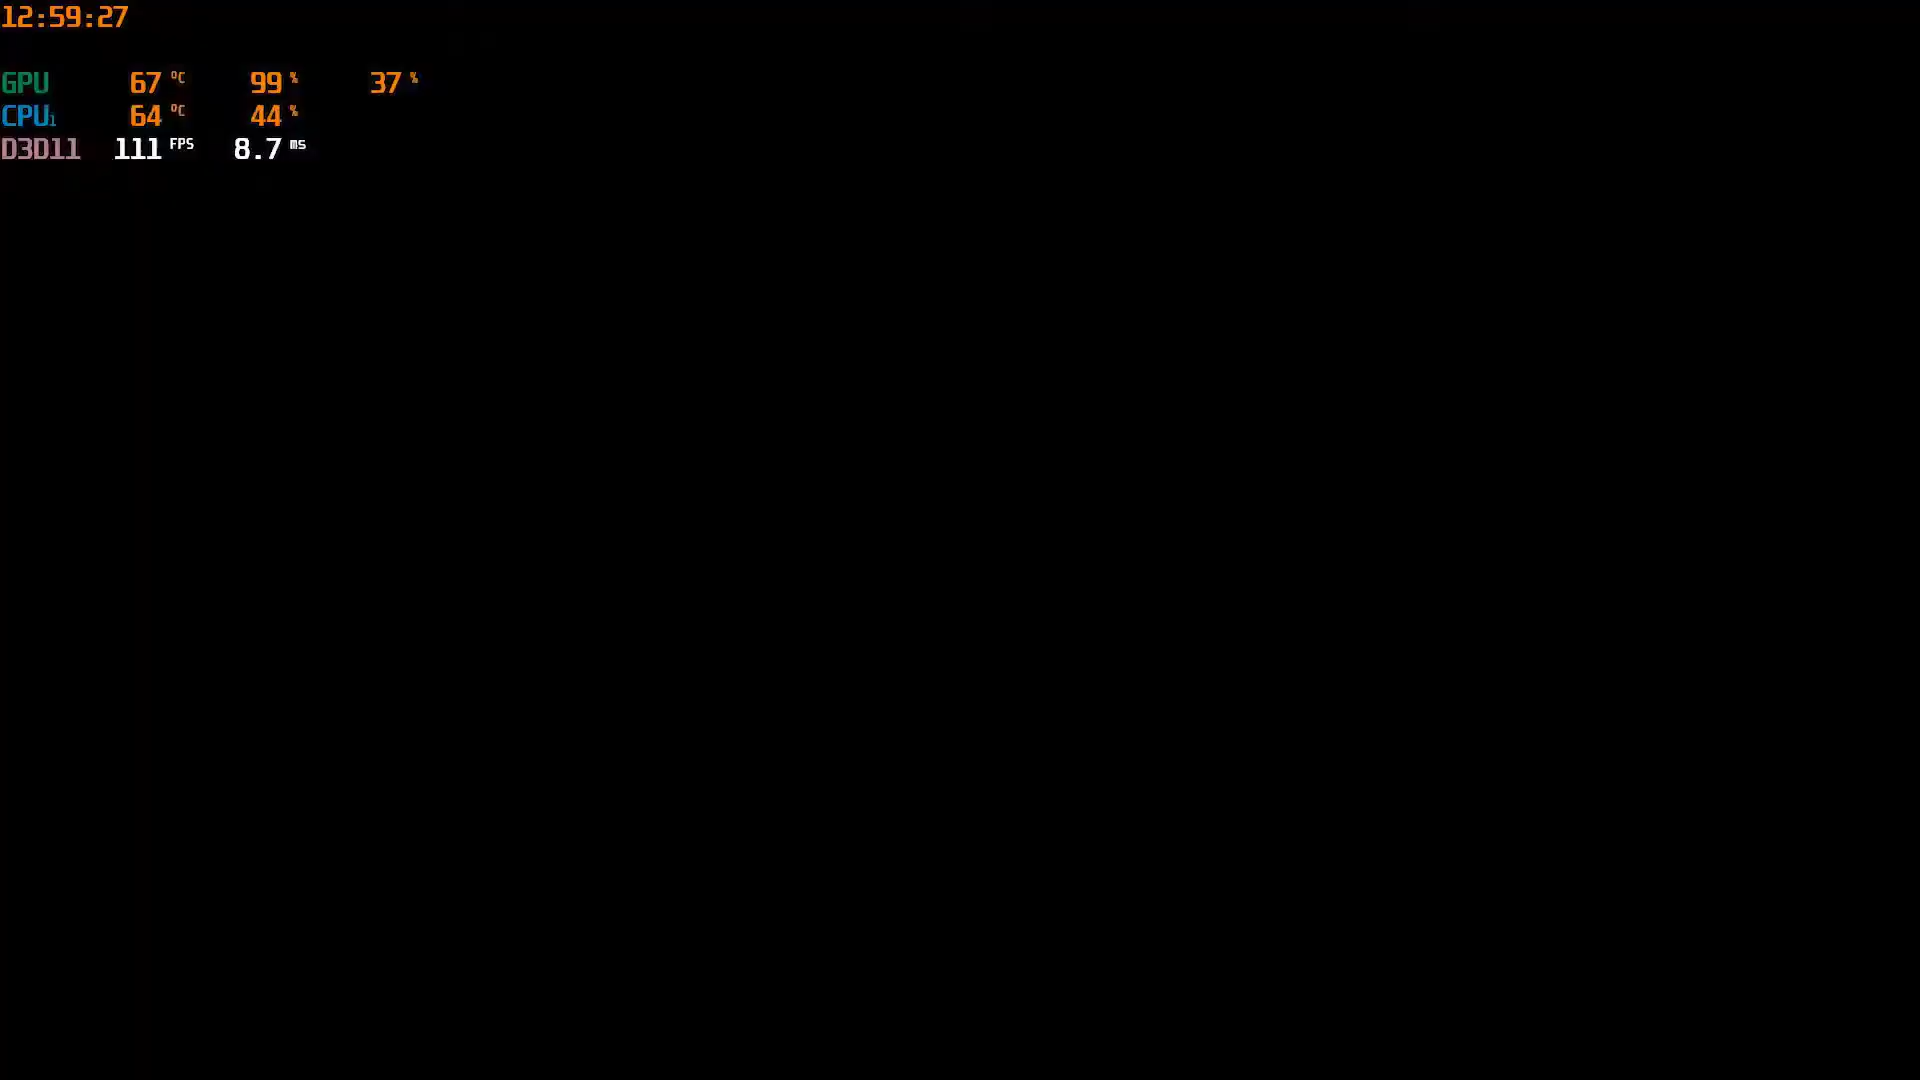 12:59:27
GPU 67 °C 99 % 37 %
CPU1 64 °C 44 %
D3D11 111 FPS 8.7 ms